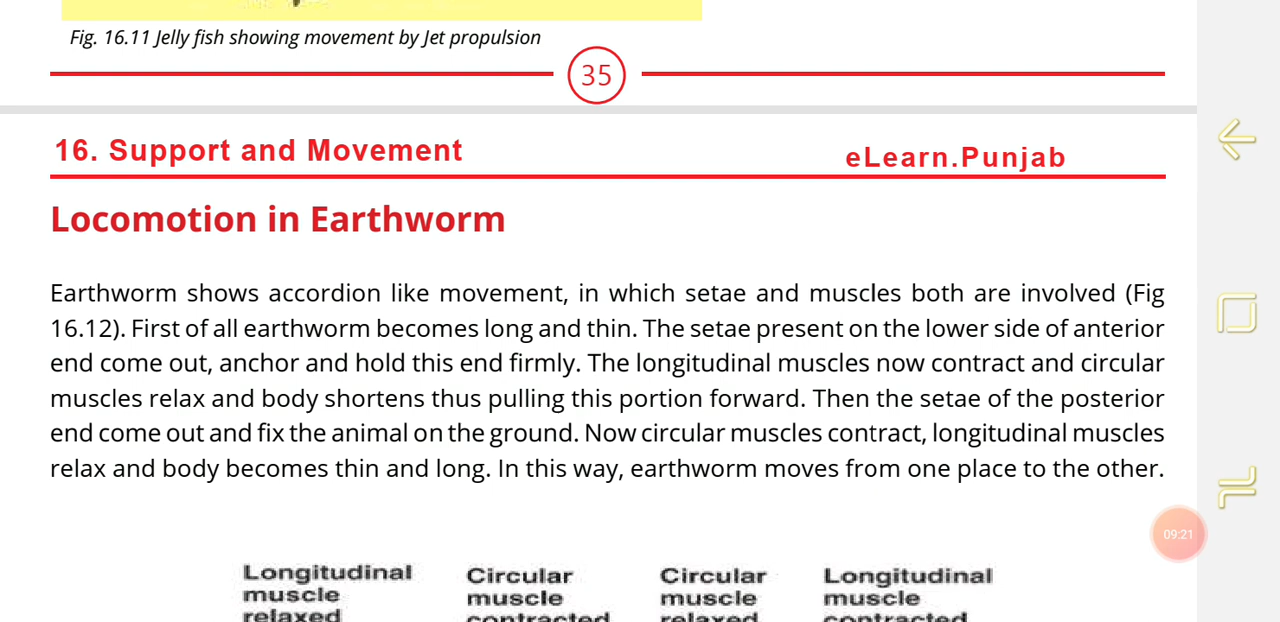 Fig. 16.11 Jelly fish showing movement by Jet propulsion
35
16. Support and Movement
eLearn.Punjab
Locomotion in Earthworm
Earthworm shows accordion like movement, in which setae and muscles both are involved (Fig
16.12). First of all earthworm becomes long and thin. The setae present on the lower side of anterior
end come out, anchor and hold this end firmly. The longitudinal muscles now contract and circular
muscles relax and body shortens thus pulling this portion forward. Then the setae of the posterior
end come out and fix the animal on the ground. Now circular muscles contract, longitudinal muscles
relax and body becomes thin and long. In this way, earthworm moves from one place to the other.
09:21
Longitudinal
muscle
relaxed
Circular
muscle
contracted
Circular
muscle
relaxed
Longitudinal
muscle
contracted